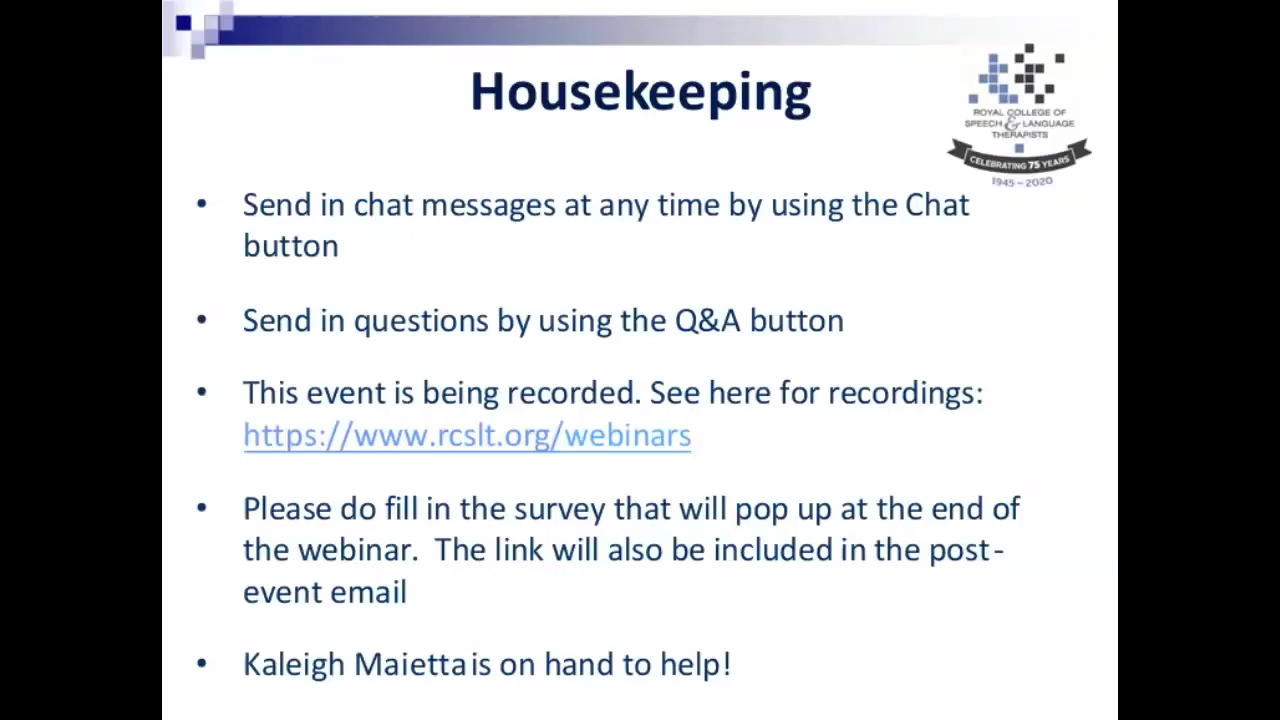 Housekeeping
ROYAL COLLEGE OF
SPEECH & LANGUAGE
THERAPISTS
CELEBRATING 75 YEARS
1945 – 2020
• Send in chat messages at any time by using the Chat
button
• Send in questions by using the Q&A button
• This event is being recorded. See here for recordings:
https://www.rcslt.org/webinars
• Please do fill in the survey that will pop up at the end of
the webinar. The link will also be included in the post-
event email
• Kaleigh Maietta is on hand to help!